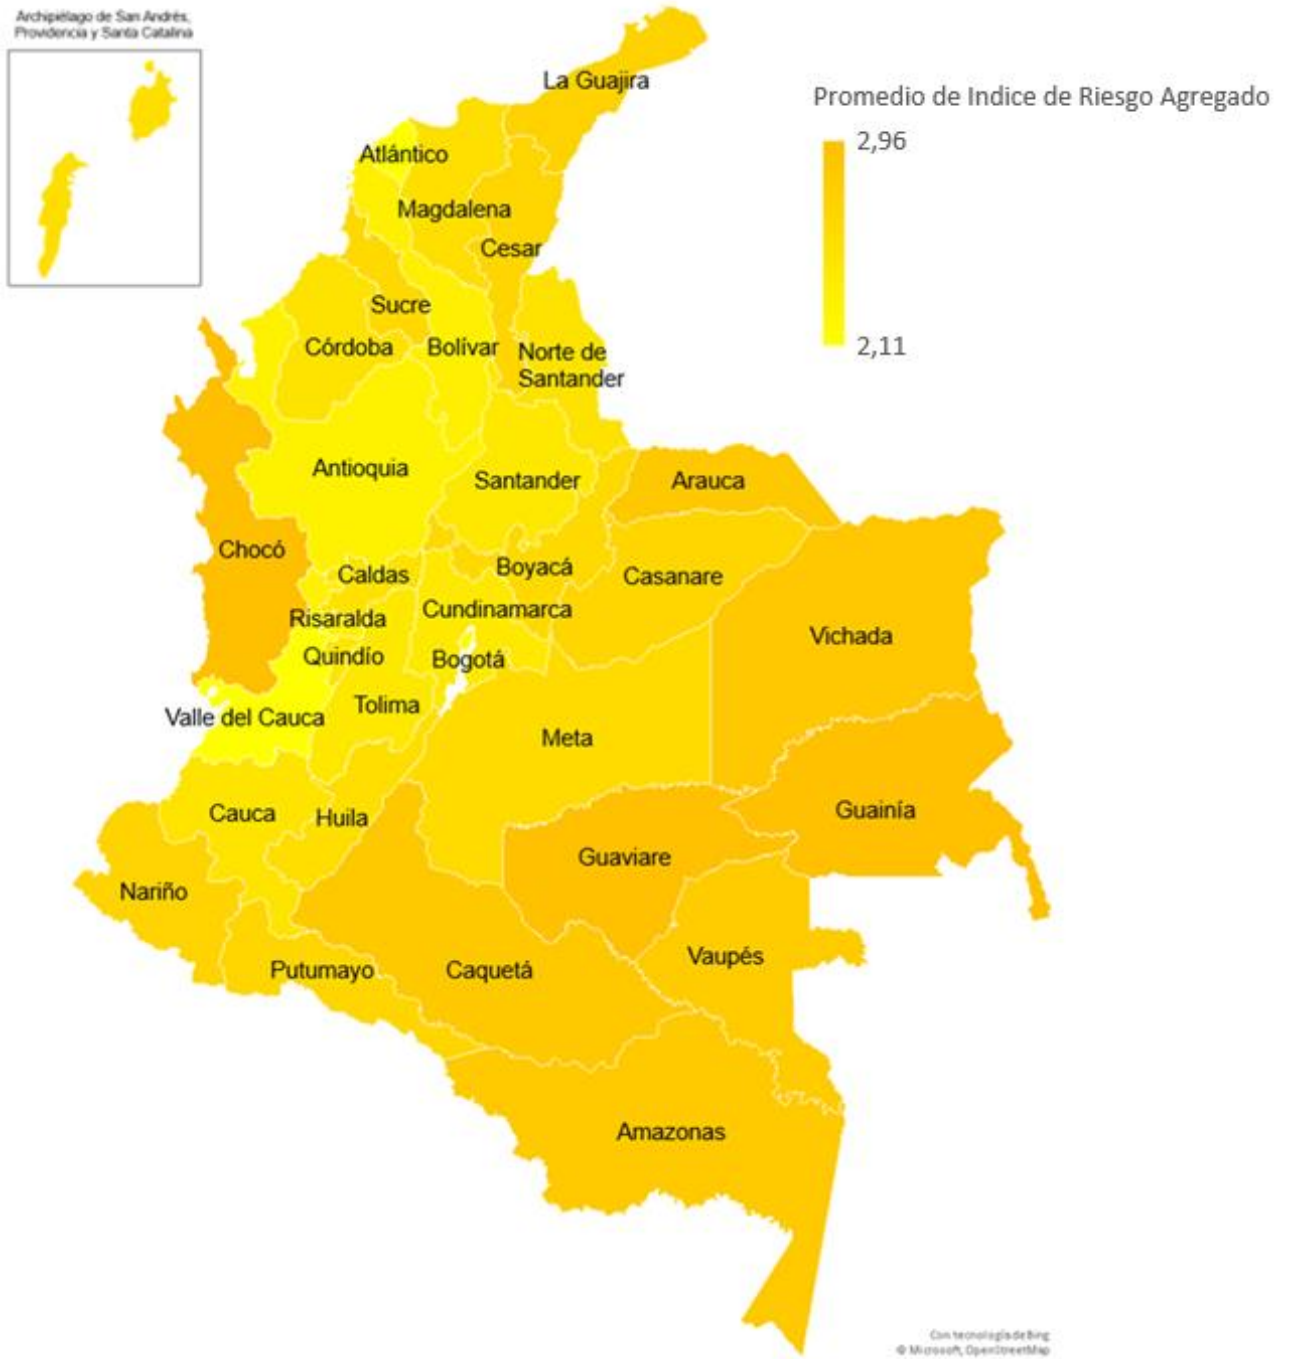 Archipiélago de San Andrés,
Providencia y Santa Catalina
La Guajira
Promedio de Indice de Riesgo Agregado
2,96
2,11
Atlántico
Magdalena
Cesar
Sucre
Córdoba
Bolívar
Norte de
Santander
Antioquia
Santander
Arauca
Chocó
Caldas
Boyacá
Casanare
Risaralda
Cundinamarca
Vichada
Quindío
Bogotá
Tolima
Valle del Cauca
Meta
Cauca
Huila
Guainía
Guaviare
Nariño
Vaupés
Putumayo
Caquetá
Amazonas
Con tecnología de Bing
© Microsoft, OpenStreetMap